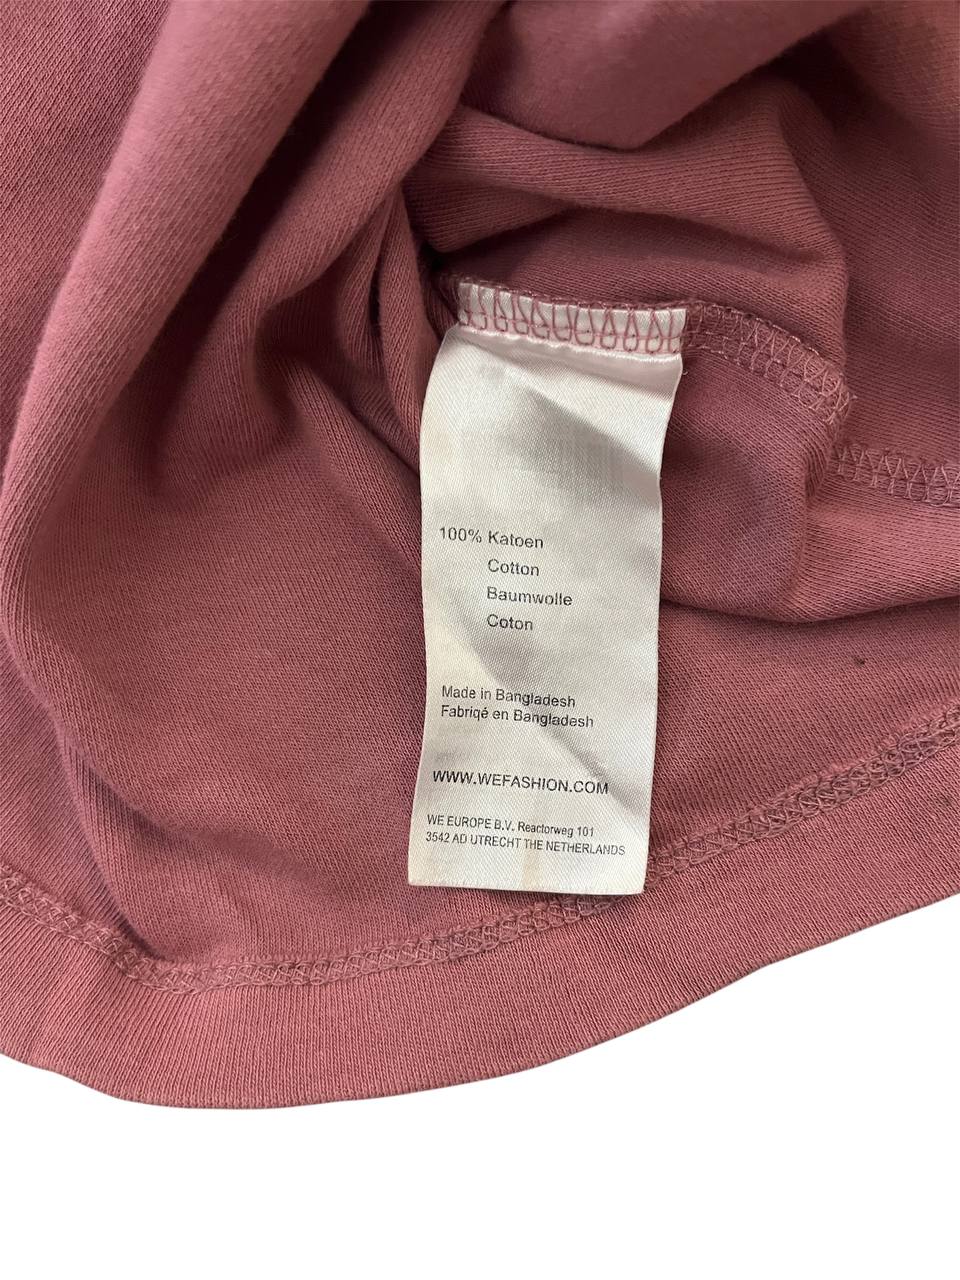 100% Katoen
Cotton
Baumwolle
Coton
Made in Bangladesh
Fabriqé en Bangladesh
WWW.WEFASHION.COM
WE EUROPE B.V. Reactorweg 101
3542 AD UTRECHT THE NETHERLANDS